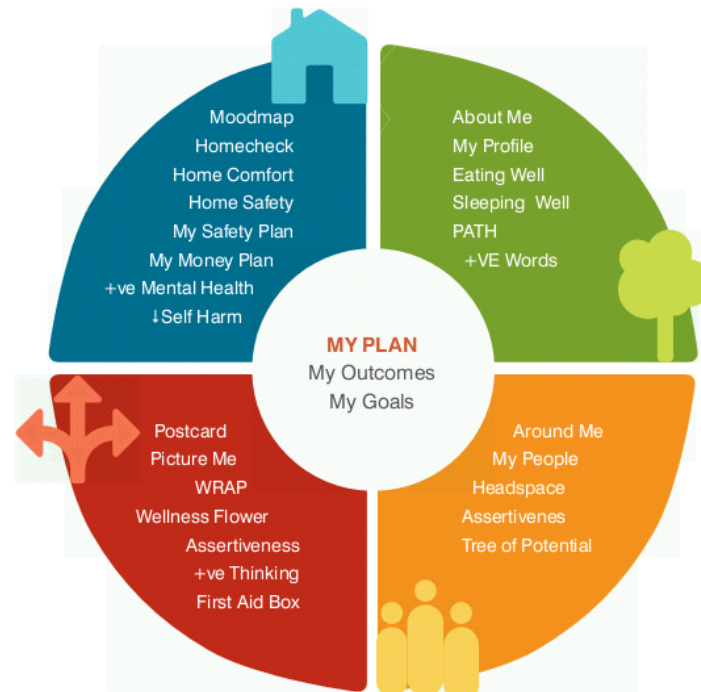 Moodmap
Homecheck
Home Comfort
Home Safety
My Safety Plan
My Money Plan
+ve Mental Health
↓Self Harm
About Me
My Profile
Eating Well
Sleeping Well
PATH
+VE Words
MY PLAN
My Outcomes
My Goals
Postcard
Picture Me
WRAP
Wellness Flower
Assertiveness
+ve Thinking
First Aid Box
Around Me
My People
Headspace
Assertivenes
Tree of Potential